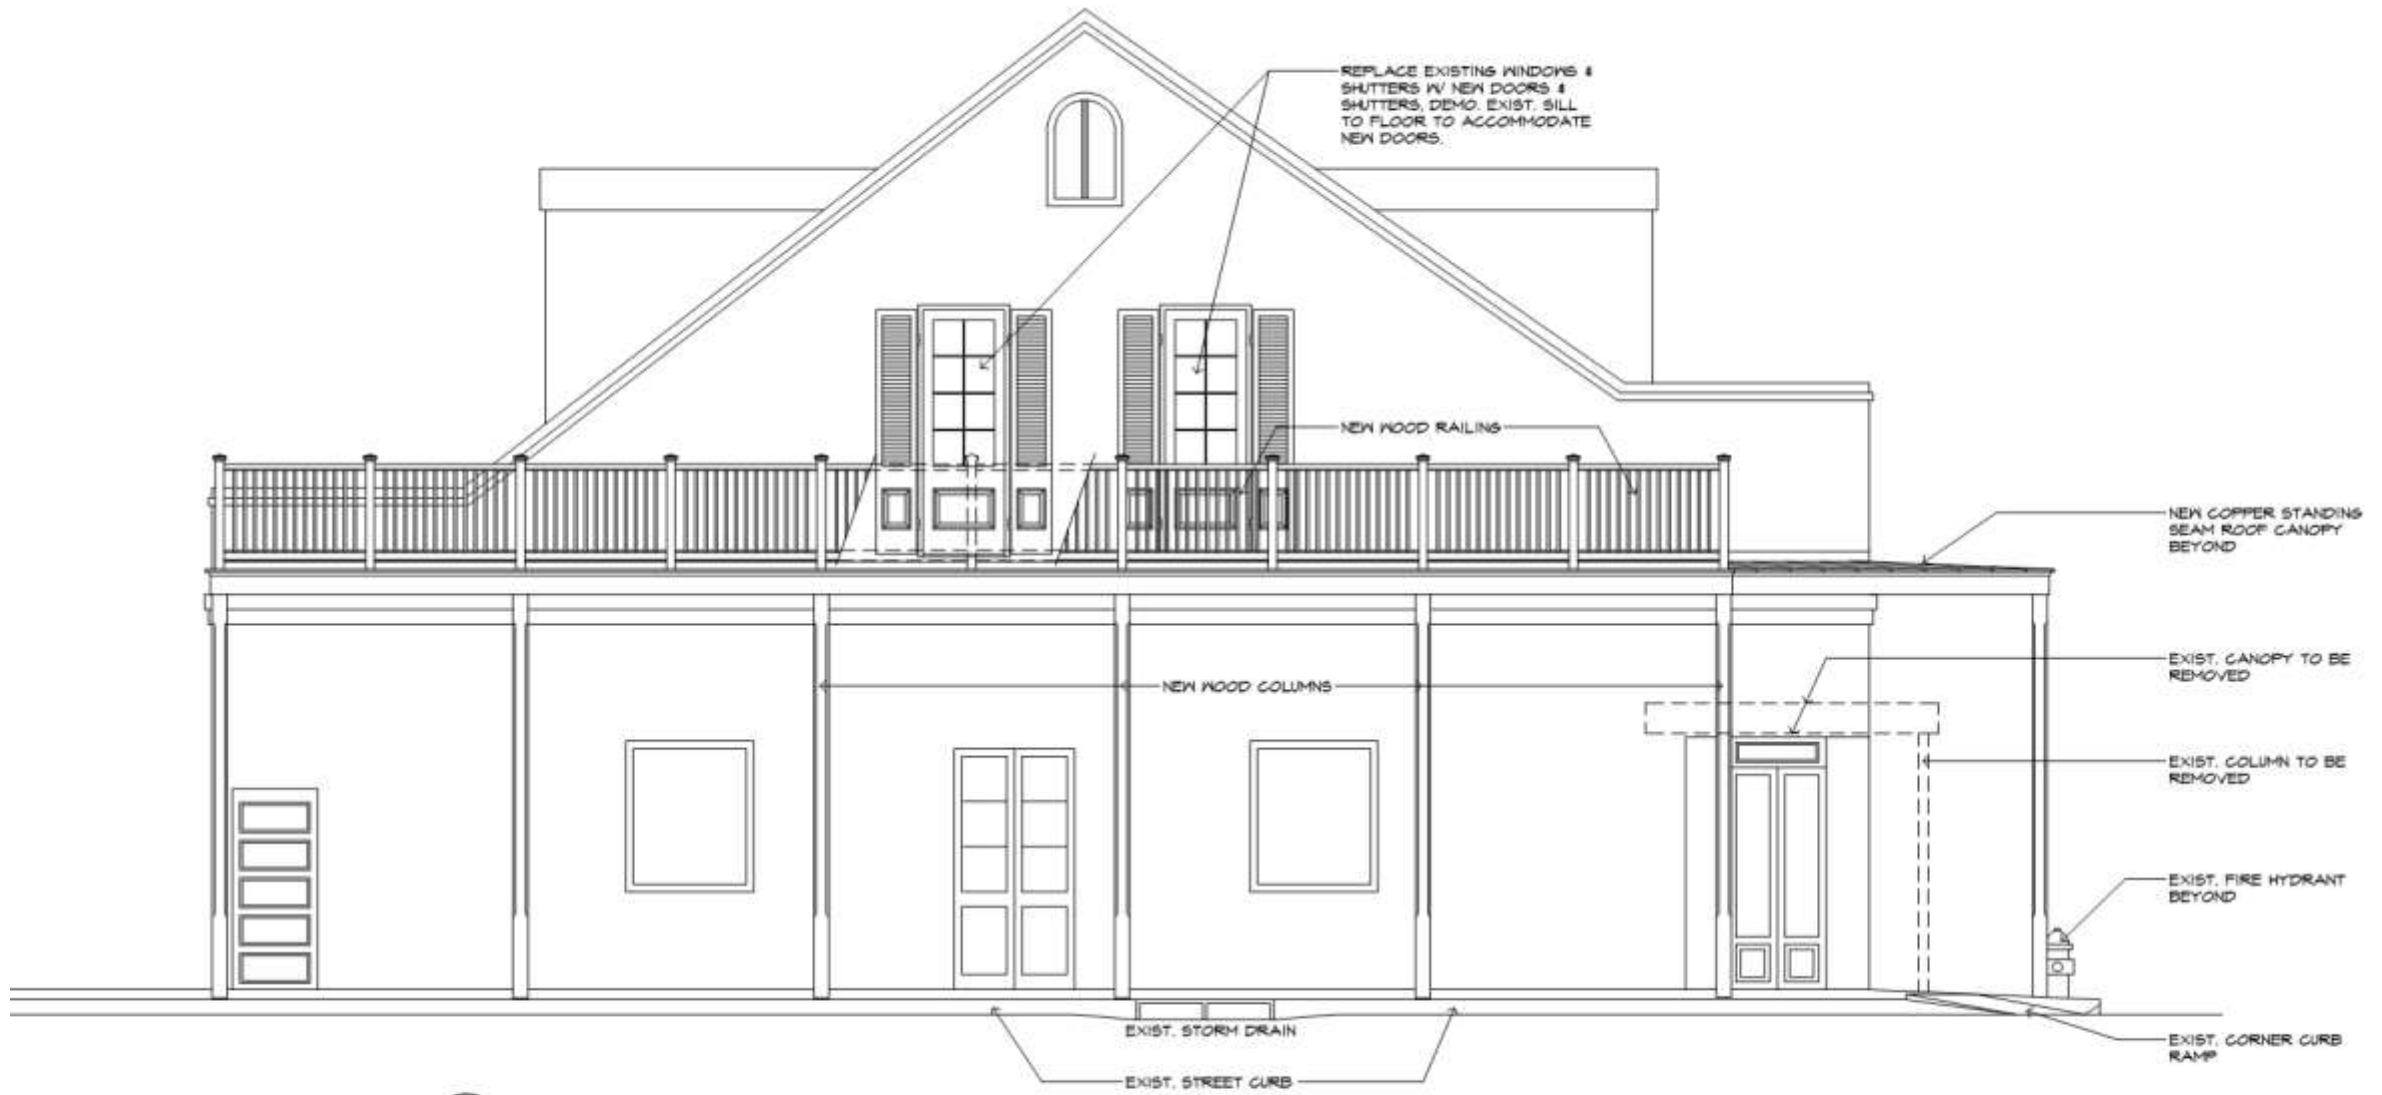 REPLACE EXISTING WINDOWS &
SHUTTERS W/ NEW DOORS &
SHUTTERS, DEMO. EXIST. SILL
TO FLOOR TO ACCOMMODATE
NEW DOORS.
NEW WOOD RAILING
NEW COPPER STANDING
SEAM ROOF CANOPY
BEYOND
EXIST. CANOPY TO BE
REMOVED
NEW WOOD COLUMNS
EXIST. COLUMN TO BE
REMOVED
EXIST. FIRE HYDRANT
BEYOND
EXIST. STORM DRAIN
EXIST. CORNER CURB
RAMP
EXIST. STREET CURB